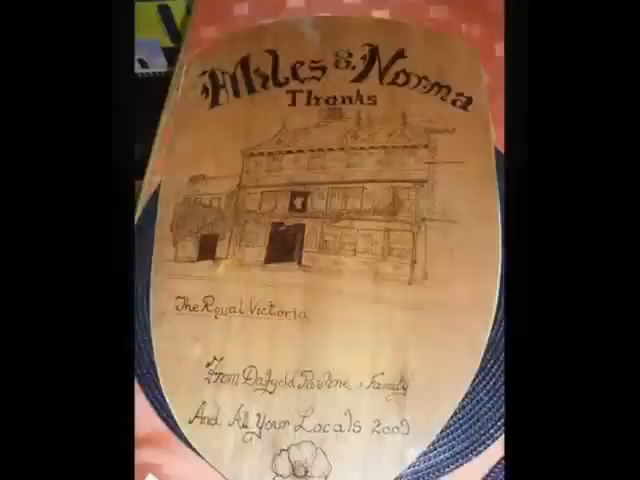 Miles & Norma
Thanks
The Royal Victoria
From Dafydd Pauline, & Family
And All Your Locals 2009